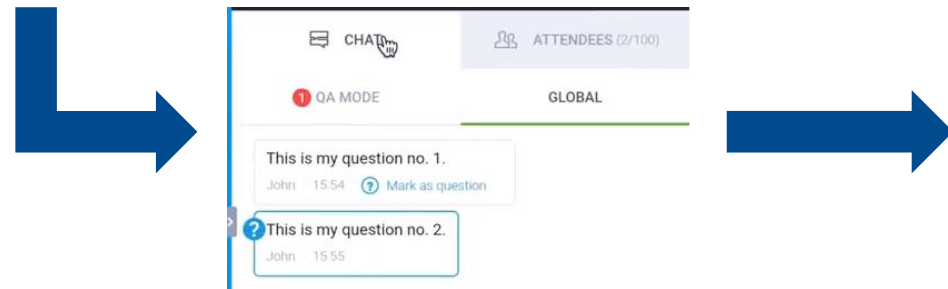 CHAT
ATTENDEES (2/100)
1 QA MODE
GLOBAL
This is my question no. 1.
John 15:54 ? Mark as question
? This is my question no. 2.
John 15:55